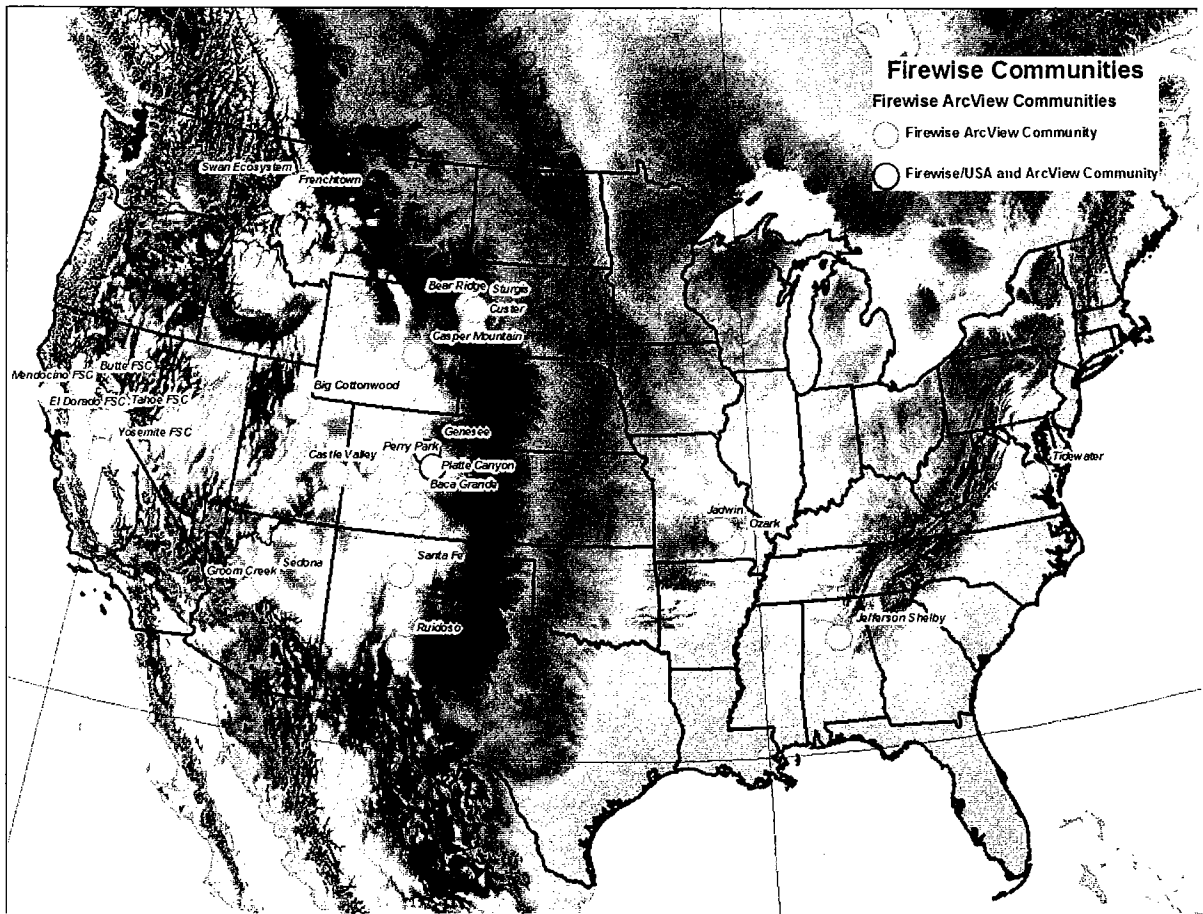 Firewise Communities
Firewise ArcView Communities
Firewise ArcView Community
Firewise/USA and ArcView Community
Swan Ecosystem
Frenchtown
Bear Ridge
Sturgis
Custer
Casper Mountain
Mendocino FSC
Butte FSC
Big Cottonwood
El Dorado FSC
Tahoe FSC
Yosemite FSC
Genesee
Perry Park
Castle Valley
Platte Canyon
Tidewater
Baca Grande
Jadwin
Ozark
Santa Fe
Sedona
Groom Creek
Jefferson Shelby
Ruidoso